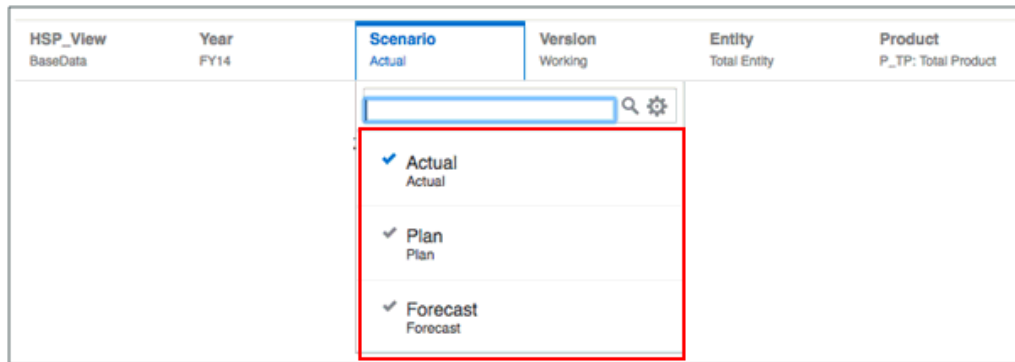 HSP_View Year Scenario Version Entity Product
BaseData FY14 Actual Working Total Entity P_TP: Total Product
Actual
Actual
Plan
Plan
Forecast
Forecast